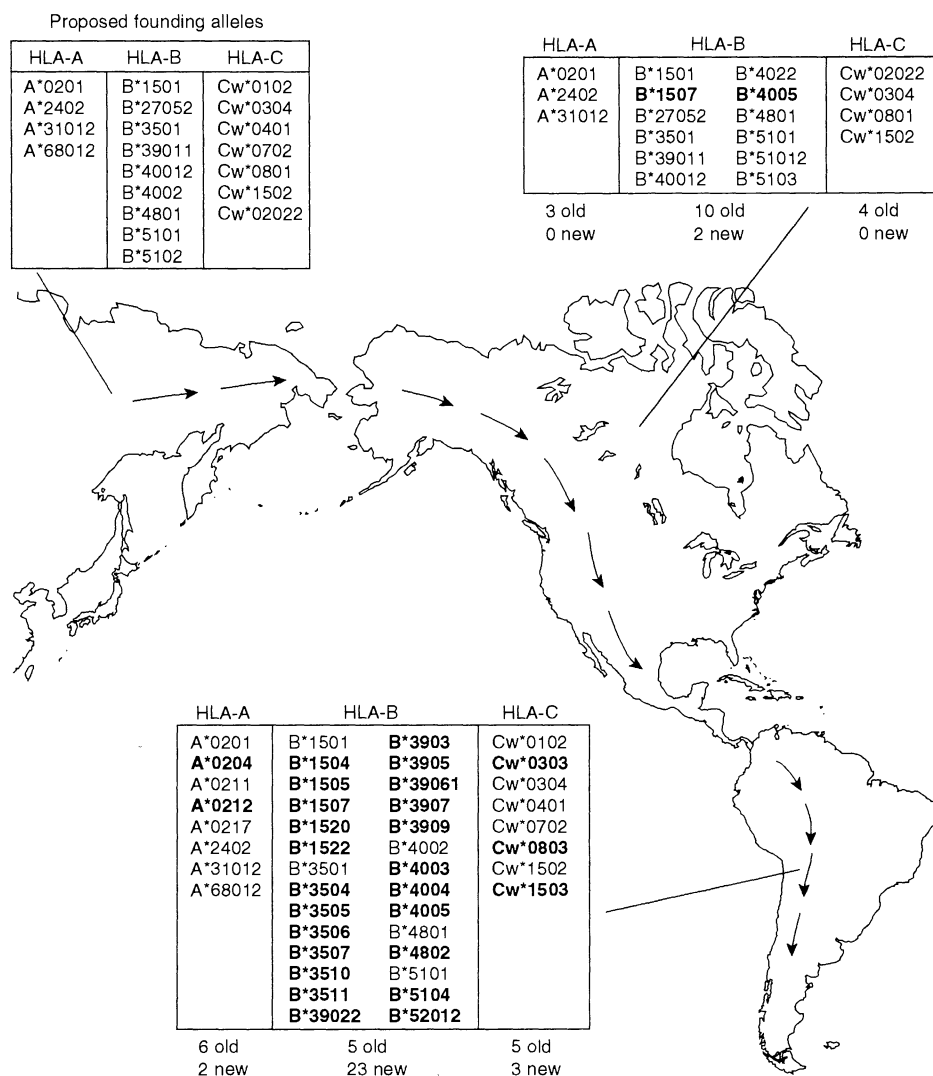 Proposed founding alleles
HLA-A HLA-B HLA-C
A*0201 B*1501 Cw*0102
A*2402 B*27052 Cw*0304
A*31012 B*3501 Cw*0401
A*68012 B*39011 Cw*0702
B*40012 Cw*0801
B*4002 Cw*1502
B*4801 Cw*02022
B*5101
B*5102
HLA-A HLA-B HLA-C
A*0201 B*1501 B*4022 Cw*02022
A*2402 B*1507 B*4005 Cw*0304
A*31012 B*27052 B*4801 Cw*0801
B*3501 B*5101 Cw*1502
B*39011 B*51012
B*40012 B*5103
3 old 10 old 4 old
0 new 2 new 0 new
HLA-A HLA-B HLA-C
A*0201 B*1501 B*3903 Cw*0102
A*0204 B*1504 B*3905 Cw*0303
A*0211 B*1505 B*39061 Cw*0304
A*0212 B*1507 B*3907 Cw*0401
A*0217 B*1520 B*3909 Cw*0702
A*2402 B*1522 B*4002 Cw*0803
A*31012 B*3501 B*4003 Cw*1502
A*68012 B*3504 B*4004 Cw*1503
B*3505 B*4005
B*3506 B*4801
B*3507 B*4802
B*3510 B*5101
B*3511 B*5104
B*39022 B*52012
6 old 5 old 5 old
2 new 23 new 3 new